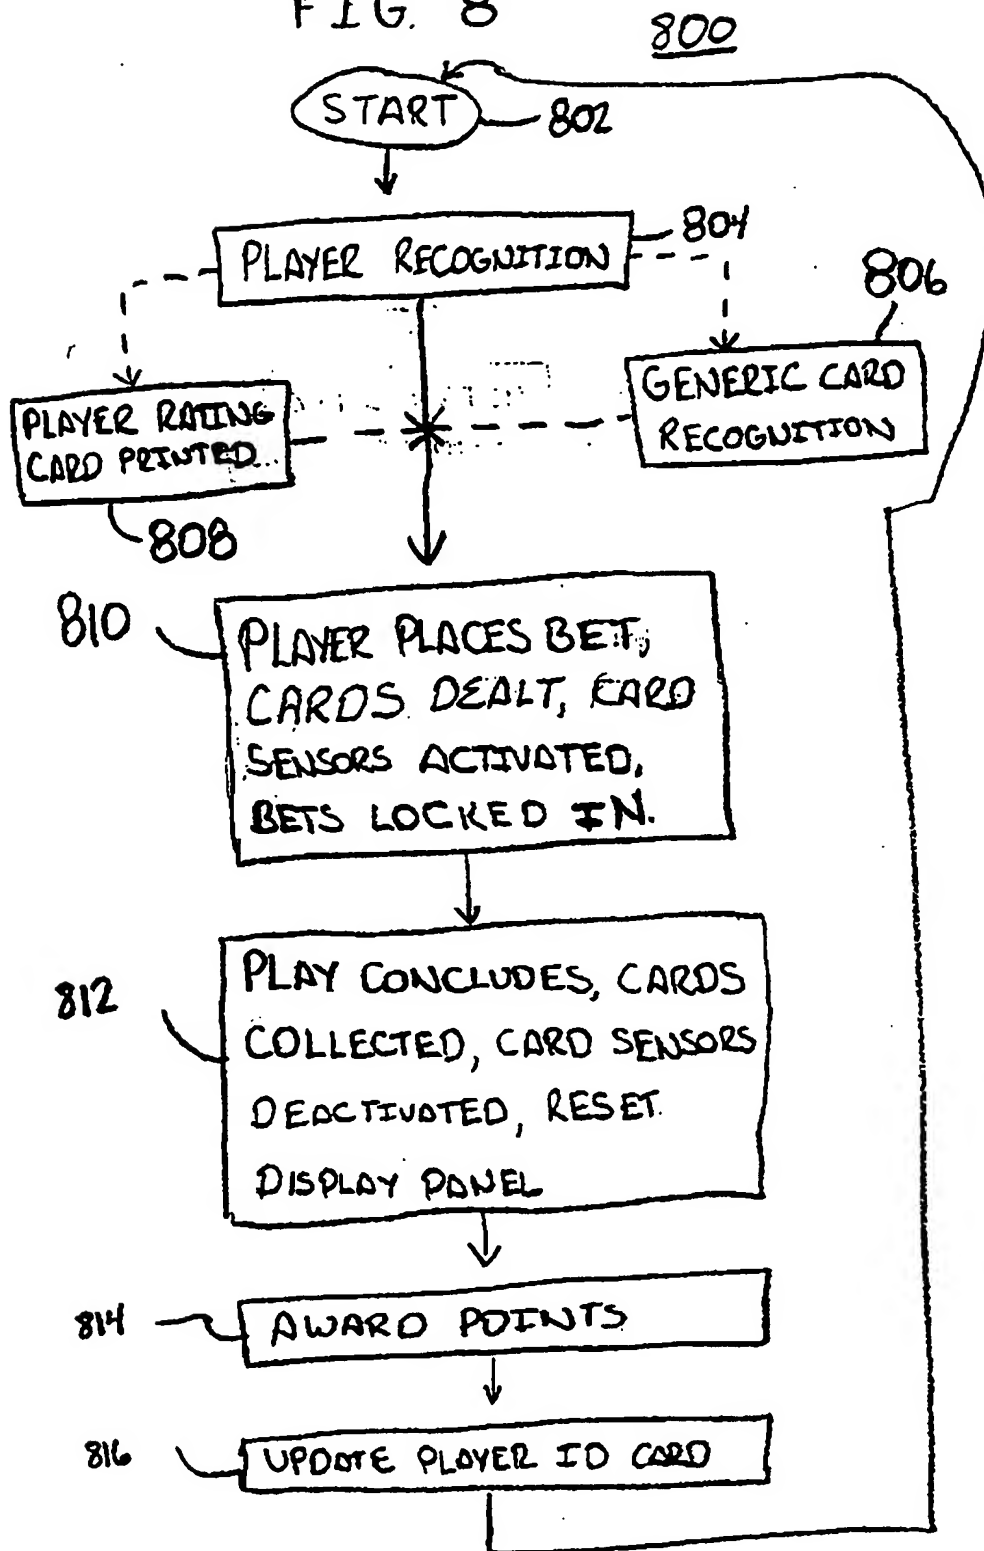 FIG. 8
800
START
802
PLAYER RECOGNITION
804
806
GENERIC CARD
RECOGNITION
PLAYER RATING
CARD PRINTED
808
810
PLAYER PLACES BET,
CARDS DEALT, CARD
SENSORS ACTIVATED,
BETS LOCKED IN.
812
PLAY CONCLUDES, CARDS
COLLECTED, CARD SENSORS
DEACTIVATED, RESET
DISPLAY PANEL
814
AWARD POINTS
816
UPDATE PLAYER ID CARD